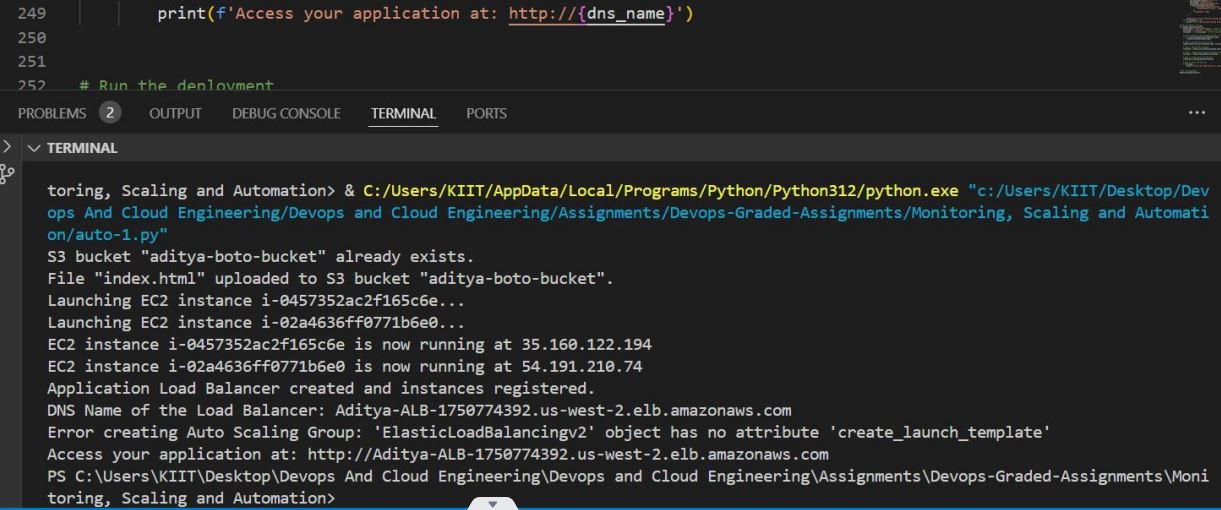 249 print(f'Access your application at: http://{dns_name}')
250
251
252 # Run the deployment
PROBLEMS 2 OUTPUT DEBUG CONSOLE TERMINAL PORTS ...
TERMINAL
toring, Scaling and Automation> & C:/Users/KIIT/AppData/Local/Programs/Python/Python312/python.exe "c:/Users/KIIT/Desktop/Dev
ops And Cloud Engineering/Devops and Cloud Engineering/Assignments/Devops-Graded-Assignments/Monitoring, Scaling and Automati
on/auto-1.py"
S3 bucket "aditya-boto-bucket" already exists.
File "index.html" uploaded to S3 bucket "aditya-boto-bucket".
Launching EC2 instance i-0457352ac2f165c6e...
Launching EC2 instance i-02a4636ff0771b6e0...
EC2 instance i-0457352ac2f165c6e is now running at 35.160.122.194
EC2 instance i-02a4636ff0771b6e0 is now running at 54.191.210.74
Application Load Balancer created and instances registered.
DNS Name of the Load Balancer: Aditya-ALB-1750774392.us-west-2.elb.amazonaws.com
Error creating Auto Scaling Group: 'ElasticLoadBalancingv2' object has no attribute 'create_launch_template'
Access your application at: http://Aditya-ALB-1750774392.us-west-2.elb.amazonaws.com
PS C:\Users\KIIT\Desktop\Devops And Cloud Engineering\Devops and Cloud Engineering\Assignments\Devops-Graded-Assignments\Moni
toring, Scaling and Automation>